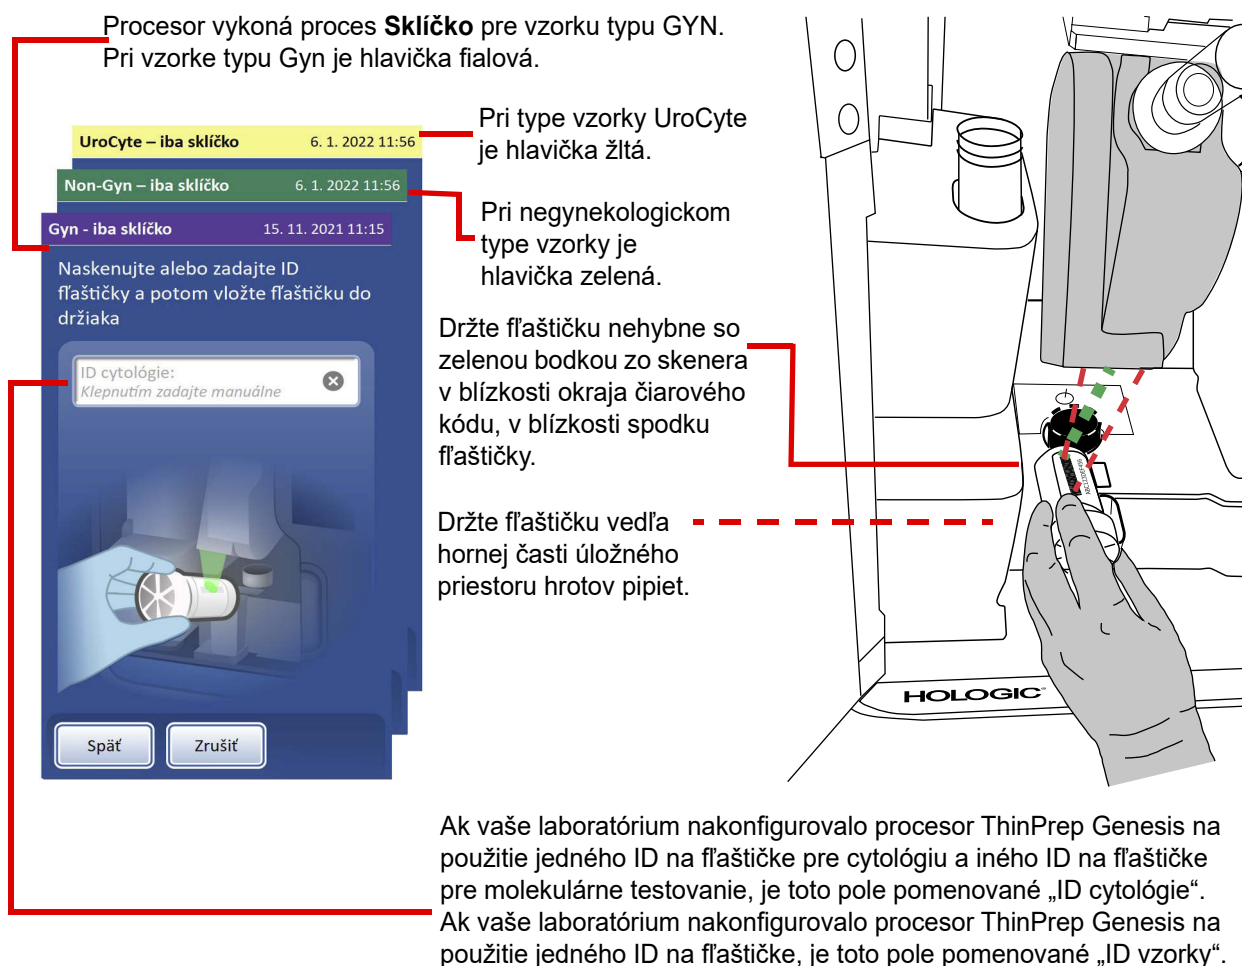 Procesor vykoná proces Sklíčko pre vzorku typu GYN.
Pri vzorke typu Gyn je hlavička fialová.
UroCyte – iba sklíčko 6. 1. 2022 11:56
Non-Gyn – iba sklíčko 6. 1. 2022 11:56
Gyn - iba sklíčko 15. 11. 2021 11:15
Naskenujte alebo zadajte ID
fľaštičky a potom vložte fľaštičku do
držiaka
ID cytológie:
Klepnutím zadajte manuálne
Späť
Zrušiť
Pri type vzorky UroCyte
je hlavička žltá.
Pri negynekologickom
type vzorky je
hlavička zelená.
Držte fľaštičku nehybne so
zelenou bodkou zo skenera
v blízkosti okraja čiarového
kódu, v blízkosti spodku
fľaštičky.
Držte fľaštičku vedľa
hornej časti úložného
priestoru hrotov pipiet.
HOLOGIC
Ak vaše laboratórium nakonfigurovalo procesor ThinPrep Genesis na
použitie jedného ID na fľaštičke pre cytológiu a iného ID na fľaštičke
pre molekulárne testovanie, je toto pole pomenované „ID cytológie“.
Ak vaše laboratórium nakonfigurovalo procesor ThinPrep Genesis na
použitie jedného ID na fľaštičke, je toto pole pomenované „ID vzorky“.